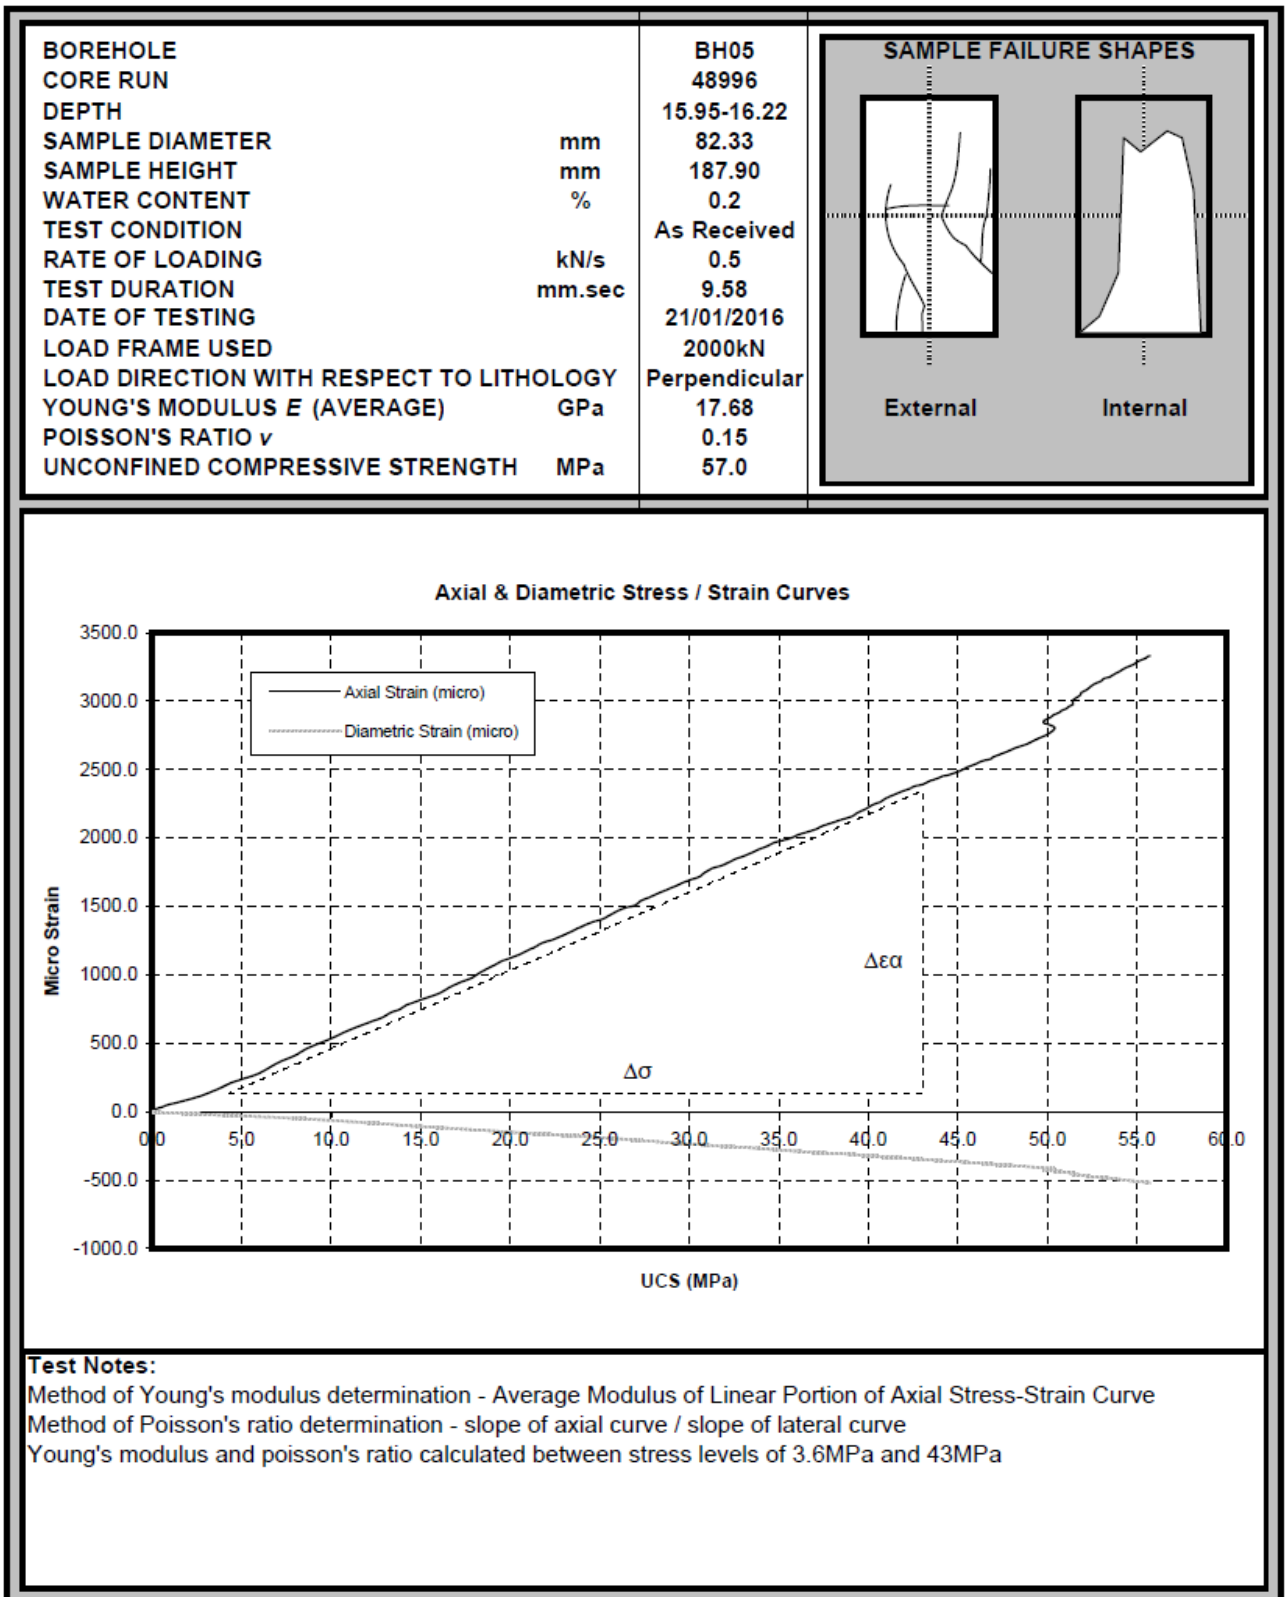 BOREHOLE BH05
CORE RUN 48996
DEPTH 15.95-16.22
SAMPLE DIAMETER mm 82.33
SAMPLE HEIGHT mm 187.90
WATER CONTENT % 0.2
TEST CONDITION As Received
RATE OF LOADING kN/s 0.5
TEST DURATION mm.sec 9.58
DATE OF TESTING 21/01/2016
LOAD FRAME USED 2000kN
LOAD DIRECTION WITH RESPECT TO LITHOLOGY Perpendicular
YOUNG'S MODULUS E (AVERAGE) GPa 17.68
POISSON'S RATIO v 0.15
UNCONFINED COMPRESSIVE STRENGTH MPa 57.0
SAMPLE FAILURE SHAPES
External Internal
Axial & Diametric Stress / Strain Curves
3500.0
3000.0
2500.0
2000.0
1500.0
1000.0
500.0
0.0
-500.0
-1000.0
Micro Strain
Axial Strain (micro)
Diametric Strain (micro)
Δεα
Δσ
0.0 5.0 10.0 15.0 20.0 25.0 30.0 35.0 40.0 45.0 50.0 55.0 60.0
UCS (MPa)
Test Notes:
Method of Young's modulus determination - Average Modulus of Linear Portion of Axial Stress-Strain Curve
Method of Poisson's ratio determination - slope of axial curve / slope of lateral curve
Young's modulus and poisson's ratio calculated between stress levels of 3.6MPa and 43MPa